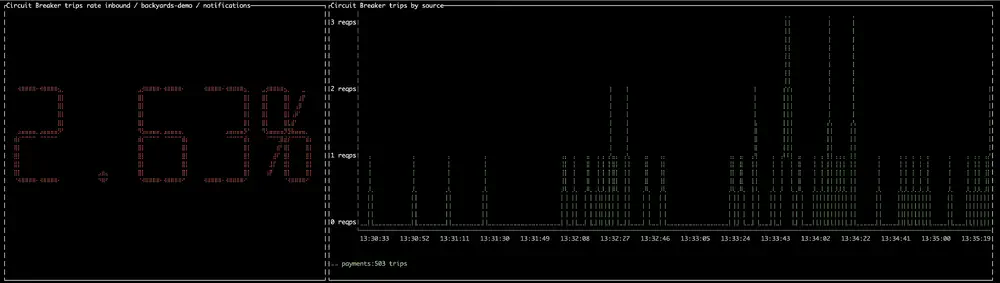 Circuit Breaker trips rate inbound / backyards-demo / notifications
2.63%
Circuit Breaker trips by source
3 reqps
2 reqps
1 reqps
0 reqps
13:30:33 13:30:52 13:31:11 13:31:30 13:31:49 13:32:08 13:32:27 13:32:46 13:33:05 13:33:24 13:33:43 13:34:02 13:34:22 13:34:41 13:35:00 13:35:19
-- payments:503 trips